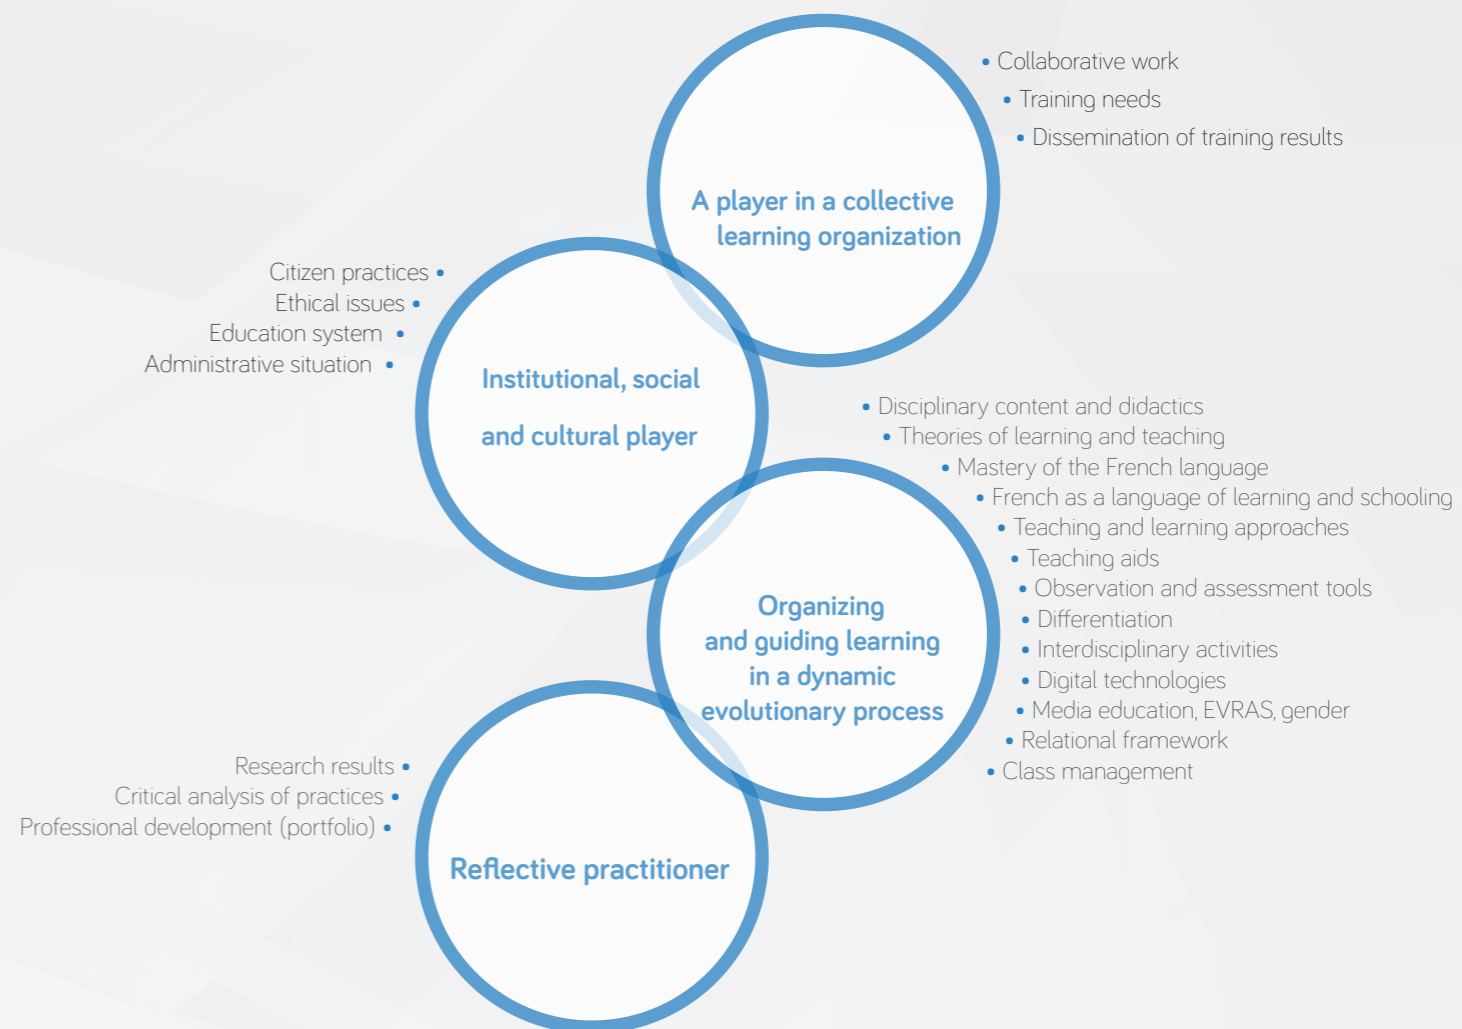 • Collaborative work
• Training needs
• Dissemination of training results
A player in a collective
learning organization
Citizen practices •
Ethical issues •
Education system •
Administrative situation •
Institutional, social
and cultural player
• Disciplinary content and didactics
• Theories of learning and teaching
• Mastery of the French language
• French as a language of learning and schooling
• Teaching and learning approaches
• Teaching aids
• Observation and assessment tools
• Differentiation
• Interdisciplinary activities
• Digital technologies
• Media education, EVRAS, gender
• Relational framework
• Class management
Organizing
and guiding learning
in a dynamic
evolutionary process
Research results •
Critical analysis of practices •
Professional development (portfolio) •
Reflective practitioner